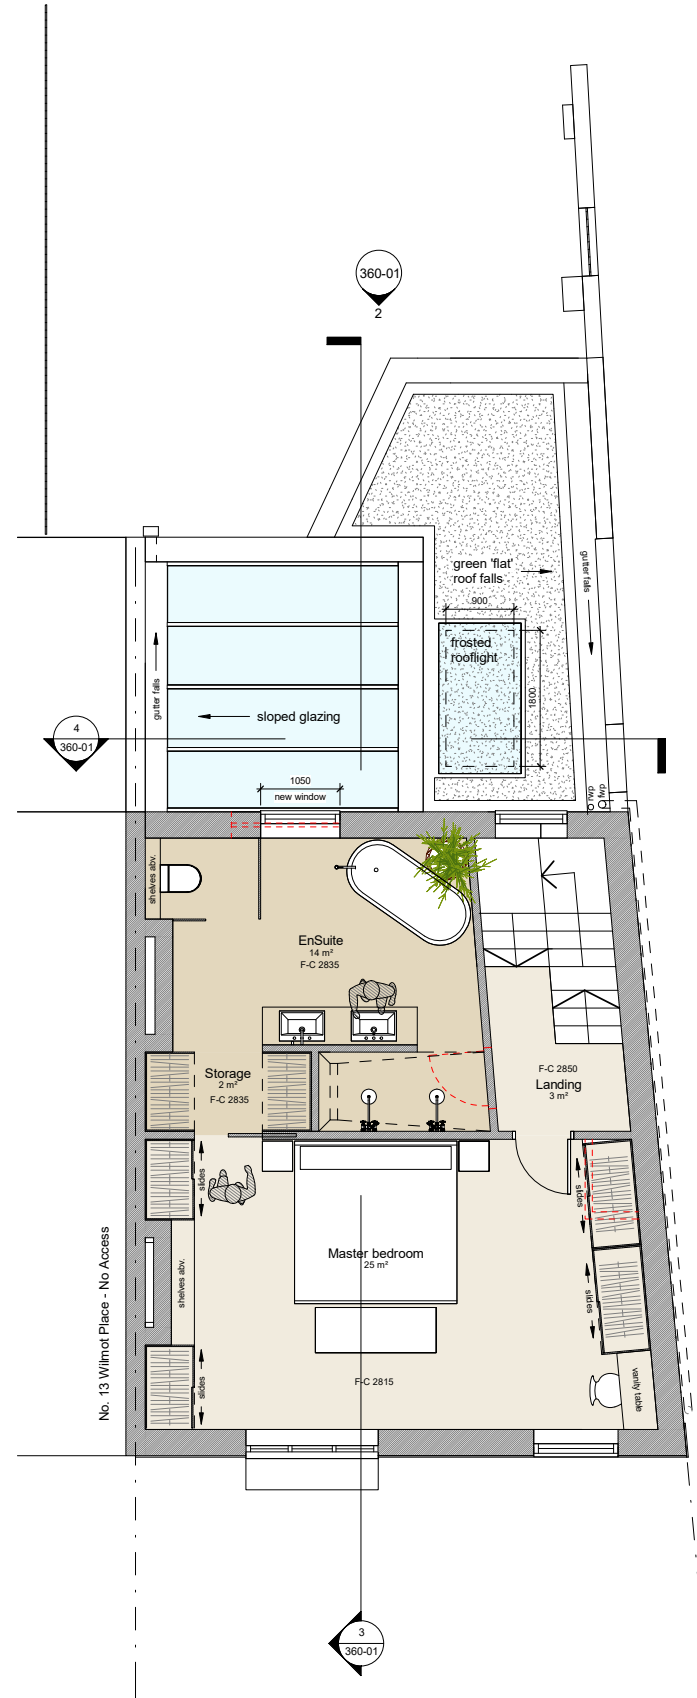 360-01
2
green 'flat'
roof falls
gutter falls
900
frosted
rooflight
1800
gutter falls
sloped glazing
4
360-01
1050
new window
rwp
fwp
shelves abv.
EnSuite
14 m²
F-C 2835
Storage
2 m²
F-C 2835
F-C 2850
Landing
3 m²
slides
slides
No. 13 Wilmot Place - No Access
shelves abv.
Master bedroom
25 m²
slides
slides
F-C 2815
vanity table
3
360-01